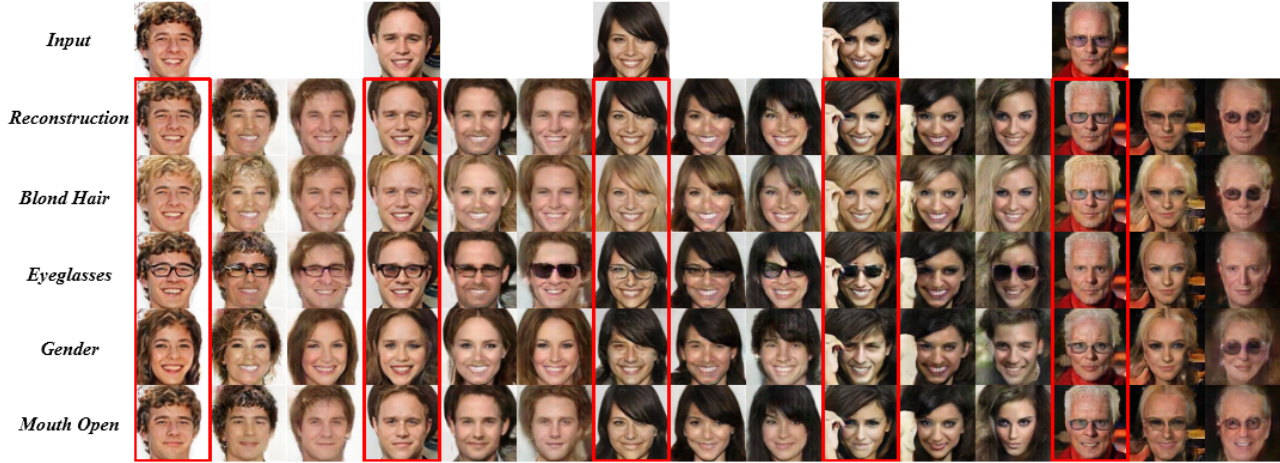 Input
Reconstruction
Blond Hair
Eyeglasses
Gender
Mouth Open